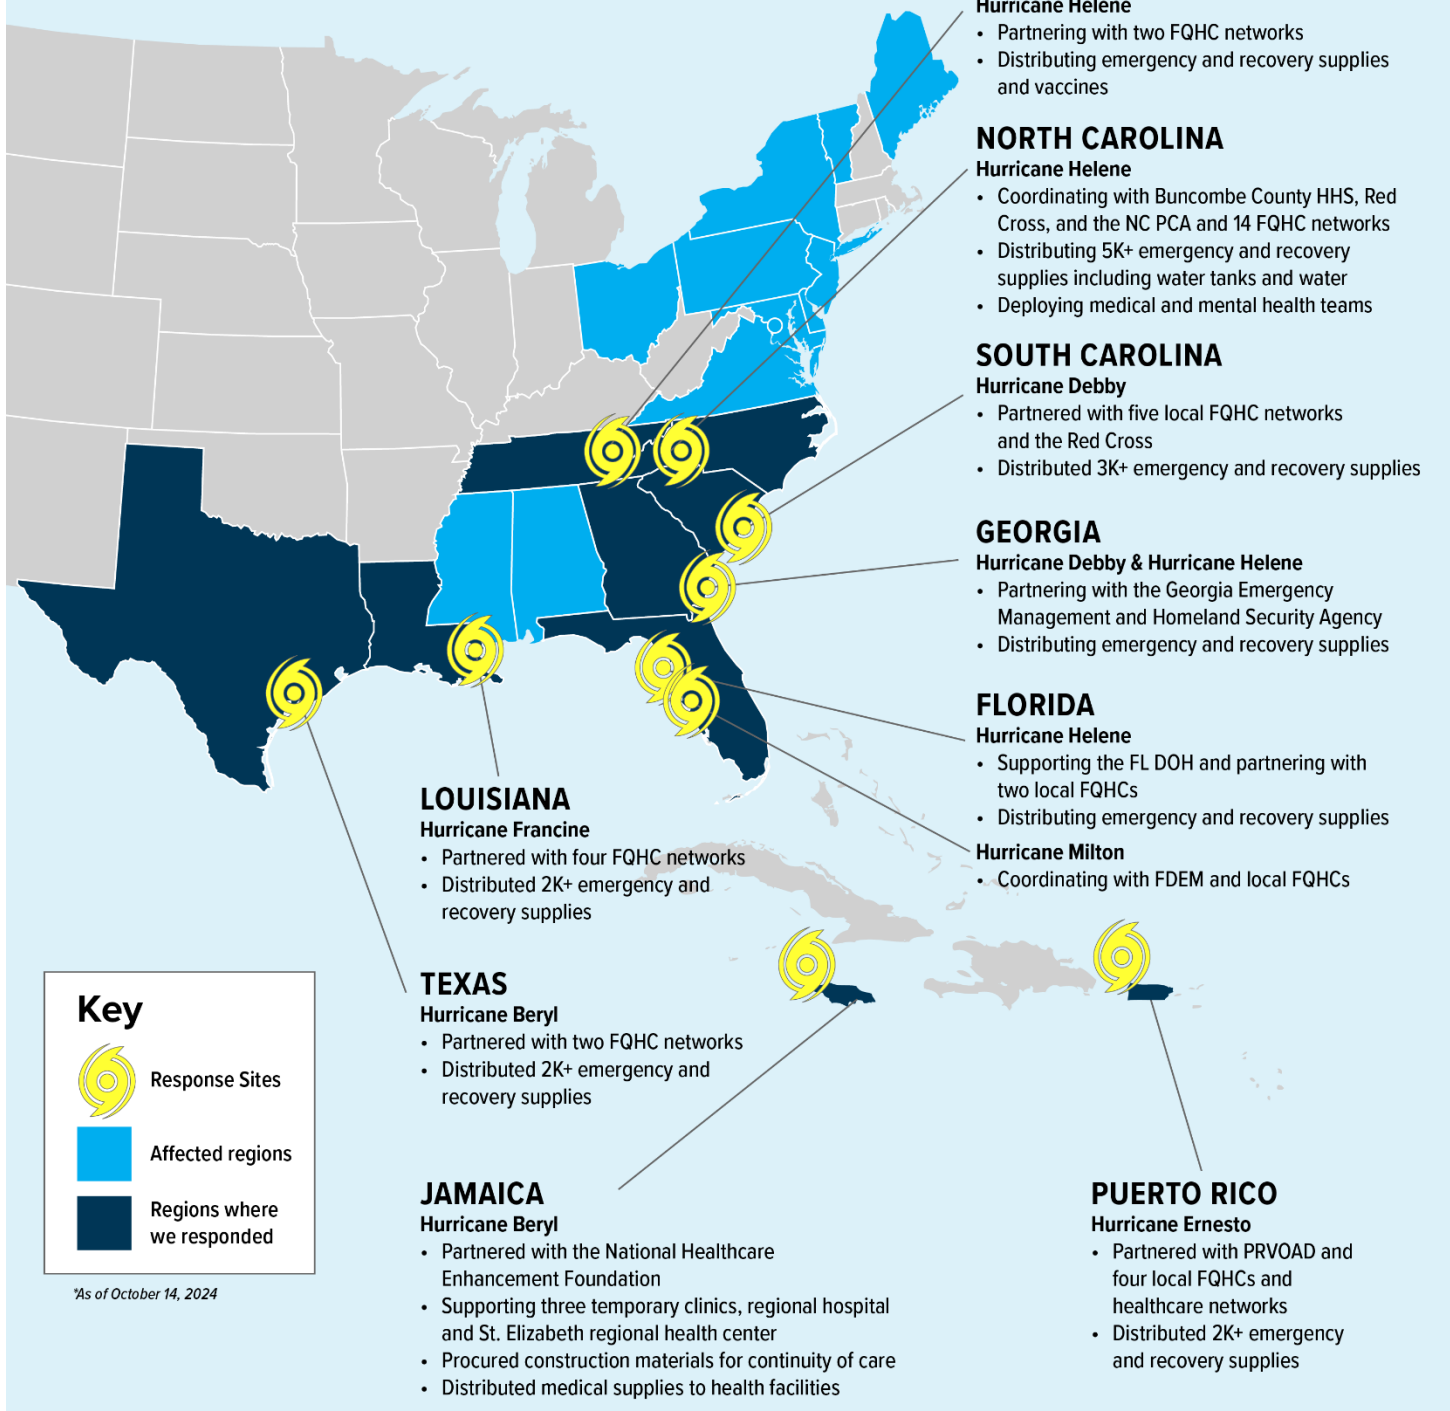 Hurricane Helene
• Partnering with two FQHC networks
• Distributing emergency and recovery supplies
and vaccines
NORTH CAROLINA
Hurricane Helene
• Coordinating with Buncombe County HHS, Red
Cross, and the NC PCA and 14 FQHC networks
• Distributing 5K+ emergency and recovery
supplies including water tanks and water
• Deploying medical and mental health teams
SOUTH CAROLINA
Hurricane Debby
• Partnered with five local FQHC networks
and the Red Cross
• Distributed 3K+ emergency and recovery supplies
GEORGIA
Hurricane Debby & Hurricane Helene
• Partnering with the Georgia Emergency
Management and Homeland Security Agency
• Distributing emergency and recovery supplies
FLORIDA
Hurricane Helene
• Supporting the FL DOH and partnering with
two local FQHCs
• Distributing emergency and recovery supplies
Hurricane Milton
• Coordinating with FDEM and local FQHCs
LOUISIANA
Hurricane Francine
• Partnered with four FQHC networks
• Distributed 2K+ emergency and
recovery supplies
TEXAS
Hurricane Beryl
• Partnered with two FQHC networks
• Distributed 2K+ emergency and
recovery supplies
Key
Response Sites
Affected regions
Regions where
we responded
*As of October 14, 2024
JAMAICA
Hurricane Beryl
• Partnered with the National Healthcare
Enhancement Foundation
• Supporting three temporary clinics, regional hospital
and St. Elizabeth regional health center
• Procured construction materials for continuity of care
• Distributed medical supplies to health facilities
PUERTO RICO
Hurricane Ernesto
• Partnered with PRVOAD and
four local FQHCs and
healthcare networks
• Distributed 2K+ emergency
and recovery supplies